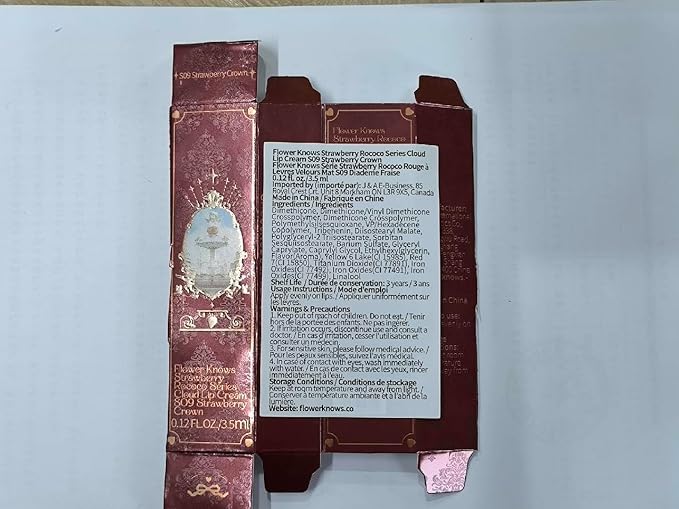 S09 Strawberry Crown
Flower Knows
Strawberry
Rococo Series
Cloud Lip Cream
S09 Strawberry
Crown
0.12 FL.OZ./3.5ml
Flower Knows
Strawberry Rococo
Flower Knows Strawberry Rococo Series Cloud
Lip Cream S09 Strawberry Crown
Flower Knows Série Strawberry Rococo Rouge à
Lèvres Velours Mat S09 Diadème Fraise
0.12 fl. oz./3.5 ml
Imported by (importé par): J & A E-Business, 85
Royal Crest Crt. Unit 8 Markham ON L3R 9X5, Canada
Made in China / Fabrique en Chine
Ingredients / Ingrédients
Dimethicone, Dimethicone/Vinyl Dimethicone
Crosspolymer, Dimethicone Crosspolymer,
Polymethylsilsesquioxane, VP/Hexadecene
Copolymer, Tribehenin, Diisostearyl Malate,
Polyglyceryl-2 Triisostearate, Sorbitan
Sesquiisostearate, Barium Sulfate, Glyceryl
Caprylate, Caprylyl Glycol, Ethylhexylglycerin,
Flavor(Aroma), Yellow 6 Lake(CI 15985), Red
7(CI 15850), Titanium Dioxide(CI 77891), Iron
Oxides(CI 77492), Iron Oxides(CI 77491), Iron
Oxides(CI 77499), Linalool
Shelf Life / Durée de conservation: 3 years / 3 ans
Usage Instructions / Mode d'emploi
Apply evenly on lips. / Appliquer uniformément sur
les lèvres.
Warnings & Precautions
1. Keep out of reach of children. Do not eat. / Tenir
hors de la portée des enfants. Ne pas ingérer.
2. If irritation occurs, discontinue use and consult a
doctor. / En cas d'irritation, cesser l'utilisation et
consulter un médecin.
3. For sensitive skin, please follow medical advice. /
Pour les peaux sensibles, suivez l'avis médical.
4. In case of contact with eyes, wash immediately
with water. / En cas de contact avec les yeux, rincer
immédiatement à l'eau.
Storage Conditions / Conditions de stockage
Keep at room temperature and away from light. /
Conserver à température ambiante et à l'abri de la
lumière.
Website: flowerknows.co